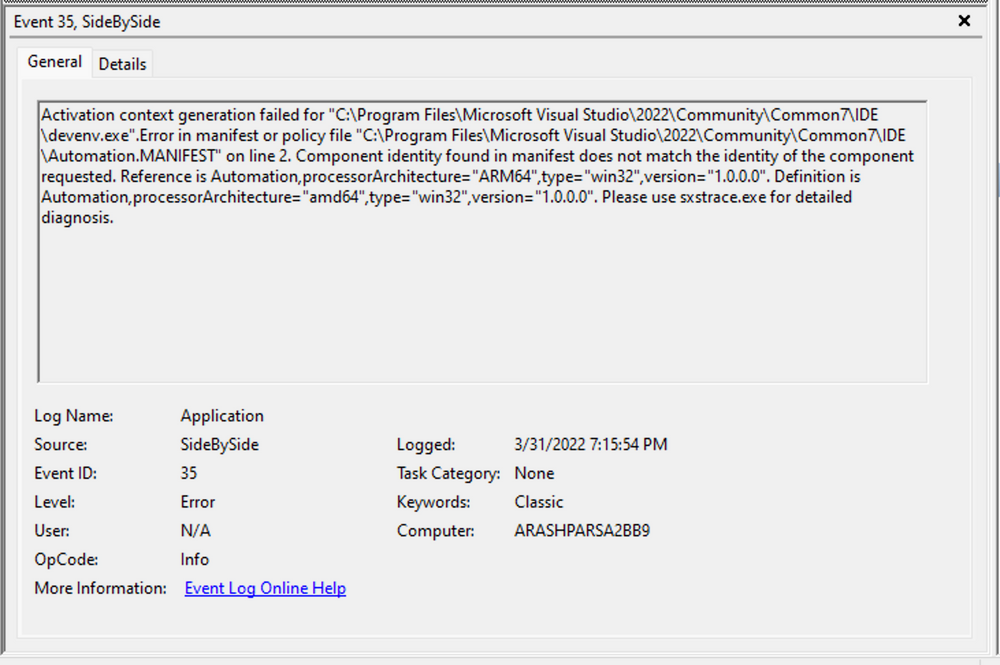 Event 35, SideBySide
General
Details
Activation context generation failed for "C:\Program Files\Microsoft Visual Studio\2022\Community\Common7\IDE
\devenv.exe".Error in manifest or policy file "C:\Program Files\Microsoft Visual Studio\2022\Community\Common7\IDE
\Automation.MANIFEST" on line 2. Component identity found in manifest does not match the identity of the component
requested. Reference is Automation,processorArchitecture="ARM64",type="win32",version="1.0.0.0". Definition is
Automation,processorArchitecture="amd64",type="win32",version="1.0.0.0". Please use sxstrace.exe for detailed
diagnosis.
Log Name: Application
Source: SideBySide Logged: 3/31/2022 7:15:54 PM
Event ID: 35 Task Category: None
Level: Error Keywords: Classic
User: N/A Computer: ARASHPARSA2BB9
OpCode: Info
More Information: Event Log Online Help